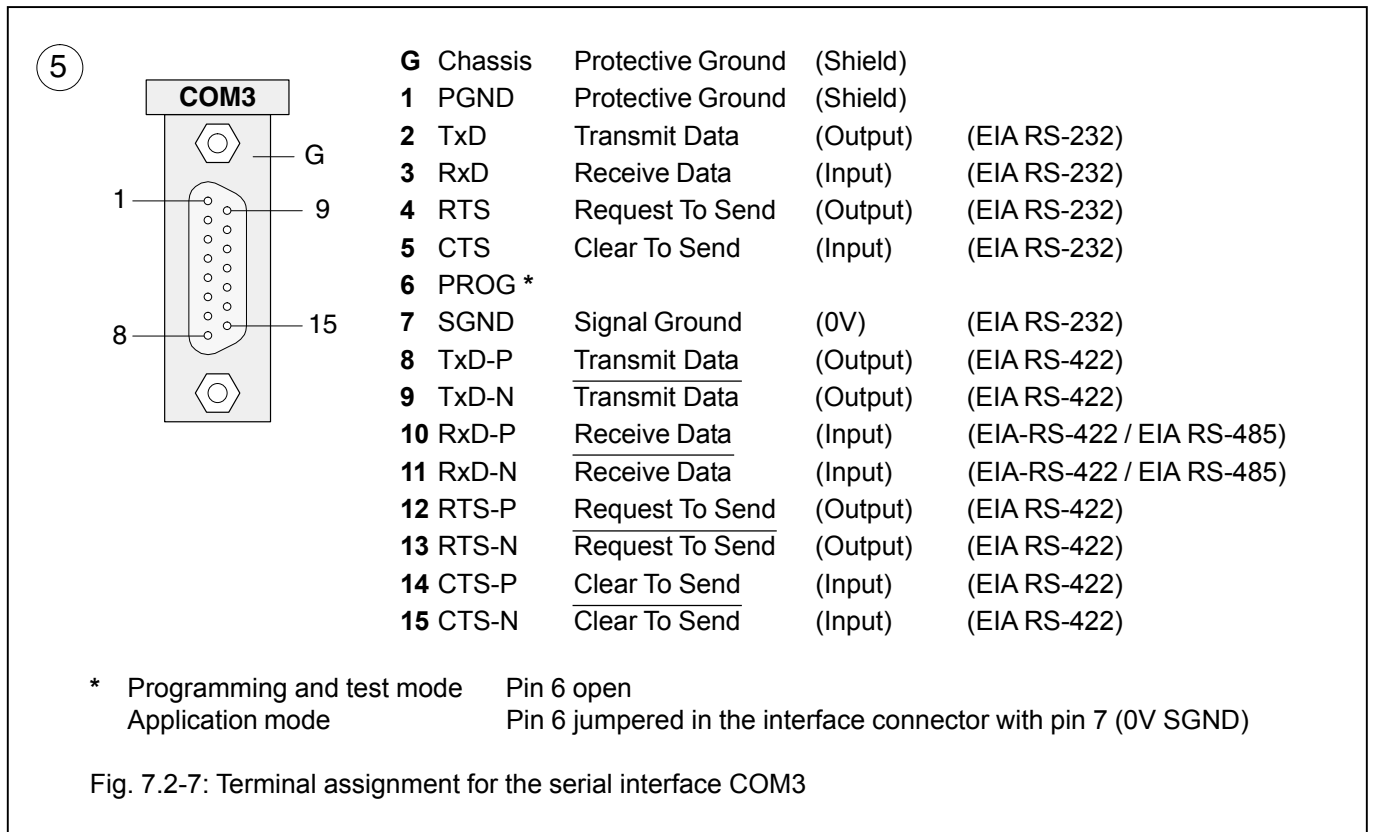 5
COM3
G
1
9
8
15
G Chassis Protective Ground (Shield)
1 PGND Protective Ground (Shield)
2 TxD Transmit Data (Output) (EIA RS-232)
3 RxD Receive Data (Input) (EIA RS-232)
4 RTS Request To Send (Output) (EIA RS-232)
5 CTS Clear To Send (Input) (EIA RS-232)
6 PROG *
7 SGND Signal Ground (0V) (EIA RS-232)
8 TxD-P Transmit Data (Output) (EIA RS-422)
9 TxD-N Transmit Data (Output) (EIA RS-422)
10 RxD-P Receive Data (Input) (EIA-RS-422 / EIA RS-485)
11 RxD-N Receive Data (Input) (EIA-RS-422 / EIA RS-485)
12 RTS-P Request To Send (Output) (EIA RS-422)
13 RTS-N Request To Send (Output) (EIA RS-422)
14 CTS-P Clear To Send (Input) (EIA RS-422)
15 CTS-N Clear To Send (Input) (EIA RS-422)
* Programming and test mode Pin 6 open
Application mode Pin 6 jumpered in the interface connector with pin 7 (0V SGND)
Fig. 7.2-7: Terminal assignment for the serial interface COM3